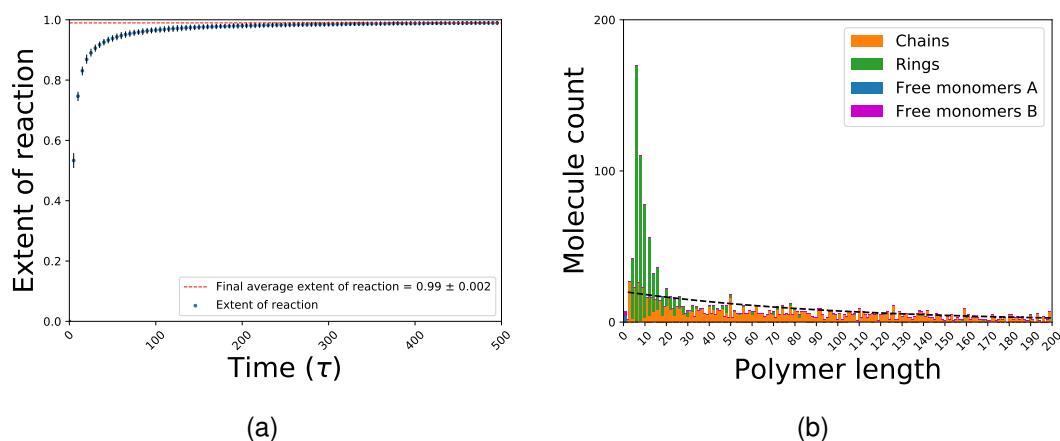 1.0
0.8
0.6
0.4
0.2
0.0
Extent of reaction
Final average extent of reaction = 0.99 ± 0.002
Extent of reaction
0 100 200 300 400 500
Time (τ)
(a)
200
100
0
Molecule count
Chains
Rings
Free monomers A
Free monomers B
0 10 20 30 40 50 60 70 80 90 100 110 120 130 140 150 160 170 180 190 200
Polymer length
(b)